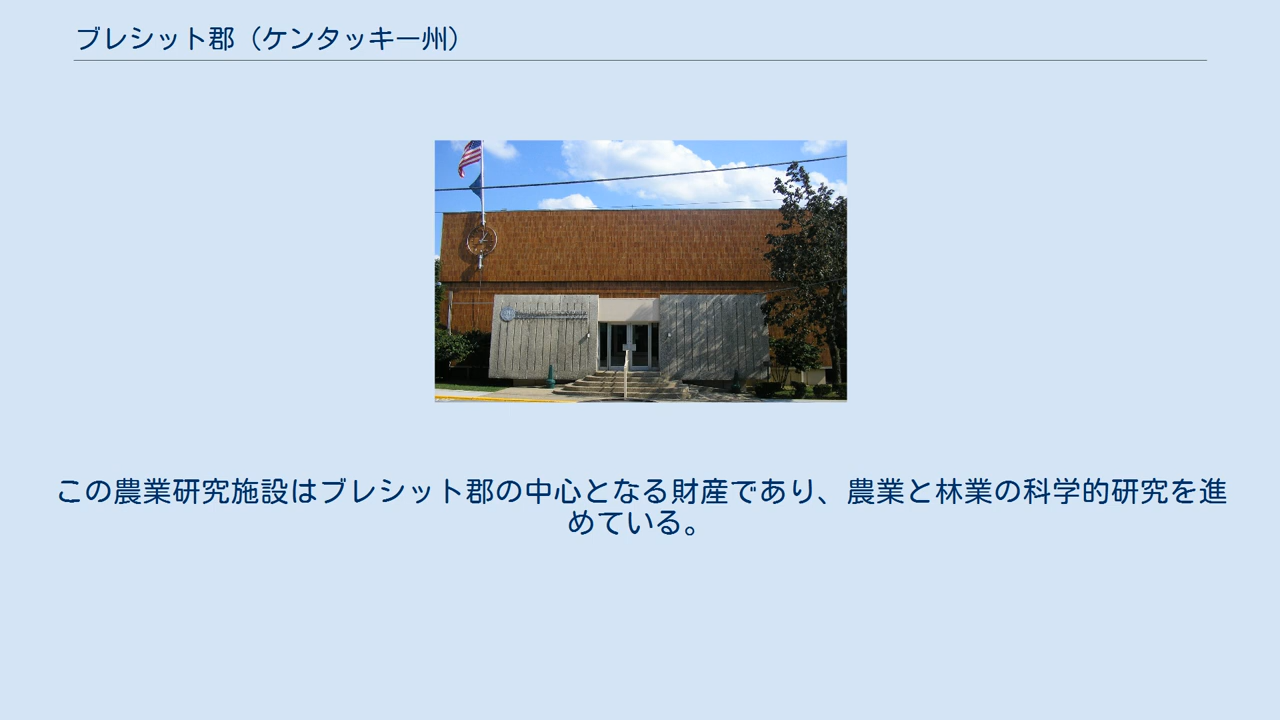 ブレシット郡（ケンタッキー州）
この農業研究施設はブレシット郡の中心となる財産であり、農業と林業の科学的研究を進
めている。